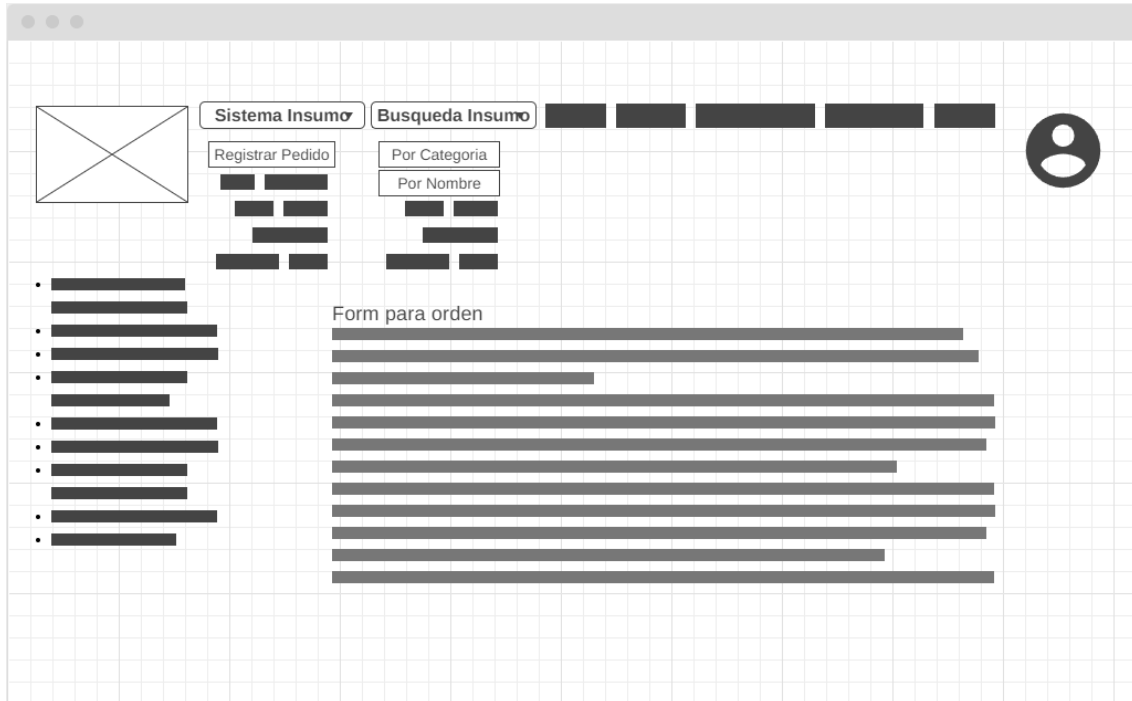 Sistema Insumo
Busqueda Insumo
Registrar Pedido
Por Categoria
Por Nombre
Form para orden